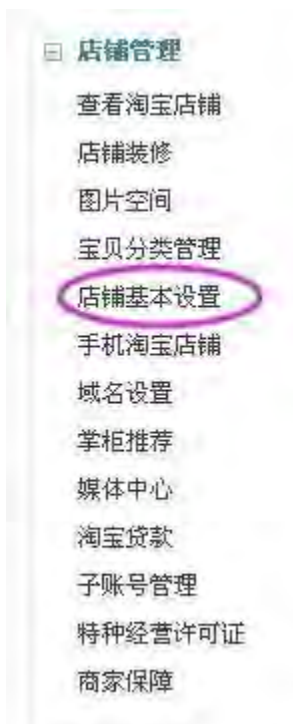 店铺管理
查看淘宝店铺
店铺装修
图片空间
宝贝分类管理
店铺基本设置
手机淘宝店铺
域名设置
掌柜推荐
媒体中心
淘宝贷款
子账号管理
特种经营许可证
商家保障